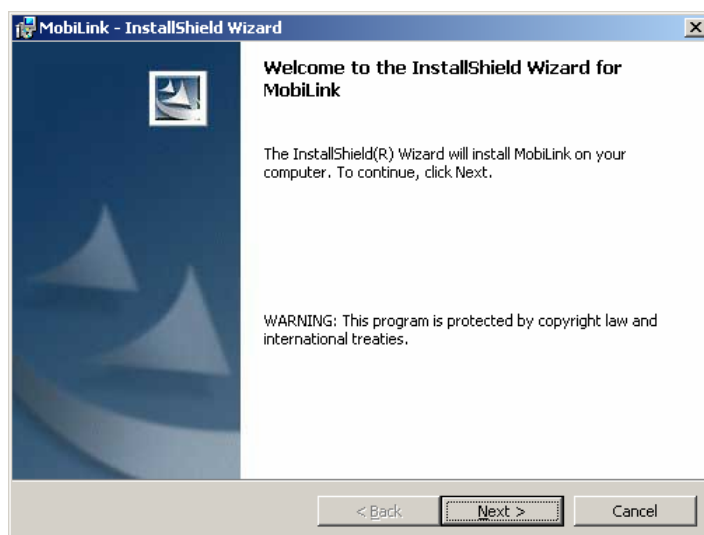 MobiLink - InstallShield Wizard
Welcome to the InstallShield Wizard for
MobiLink
The InstallShield(R) Wizard will install MobiLink on your
computer. To continue, click Next.
WARNING: This program is protected by copyright law and
international treaties.
< Back Next > Cancel